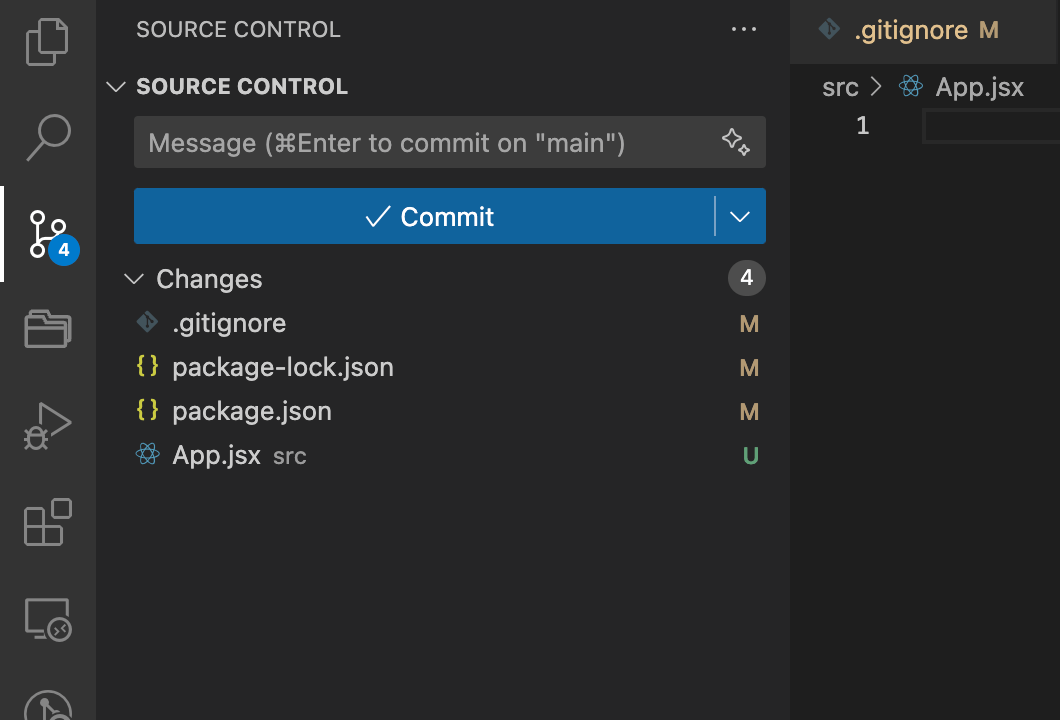 SOURCE CONTROL
SOURCE CONTROL
Message (⌘Enter to commit on "main")
Commit
4
Changes 4
.gitignore M
{} package-lock.json M
{} package.json M
App.jsx src U
.gitignore M
src > App.jsx
1